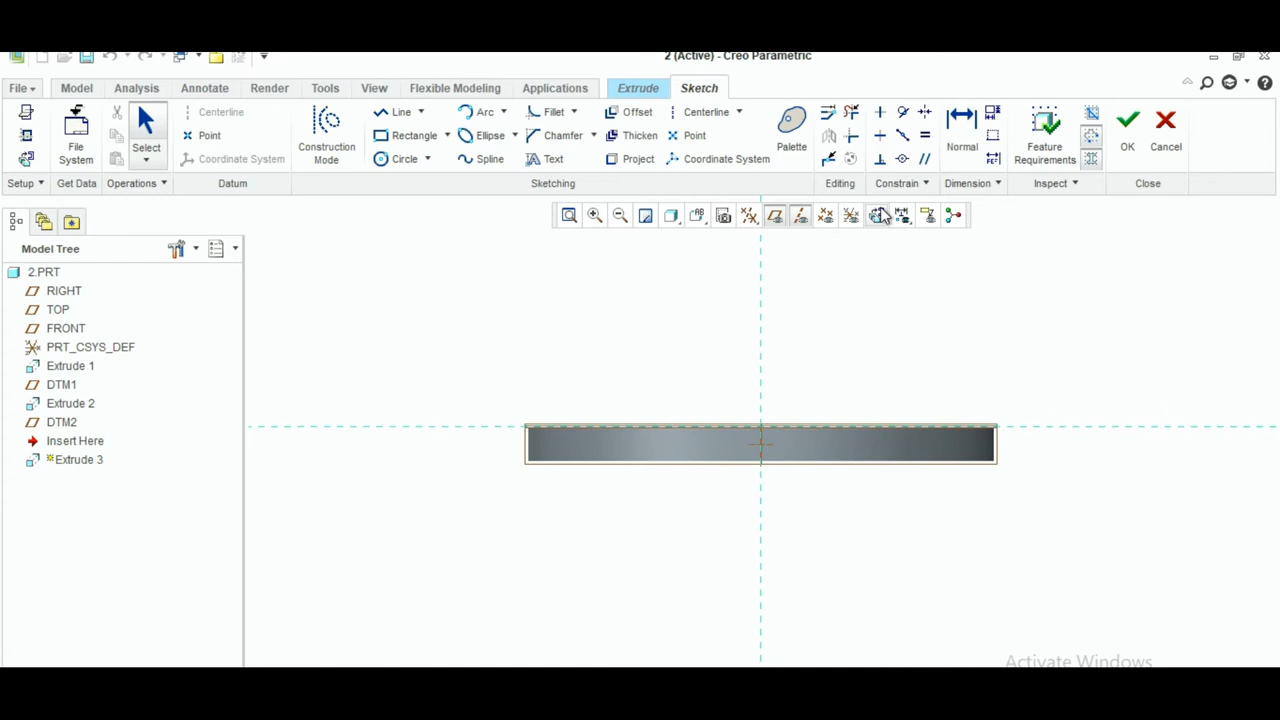 2 (Active) - Creo Parametric
File Model Analysis Annotate Render Tools View Flexible Modeling Applications Extrude Sketch
Centerline Line Arc Fillet Offset Centerline
Point Rectangle Ellipse Chamfer Thicken Point
Coordinate System Circle Spline Text Project Coordinate System
File System
Select
Construction Mode
Palette
Normal
Feature Requirements
OK Cancel
Setup Get Data Operations Datum Sketching Editing Constrain Dimension Inspect Close
Model Tree
2.PRT
RIGHT
TOP
FRONT
PRT_CSYS_DEF
Extrude 1
DTM1
Extrude 2
DTM2
Insert Here
Extrude 3
Activate Windows